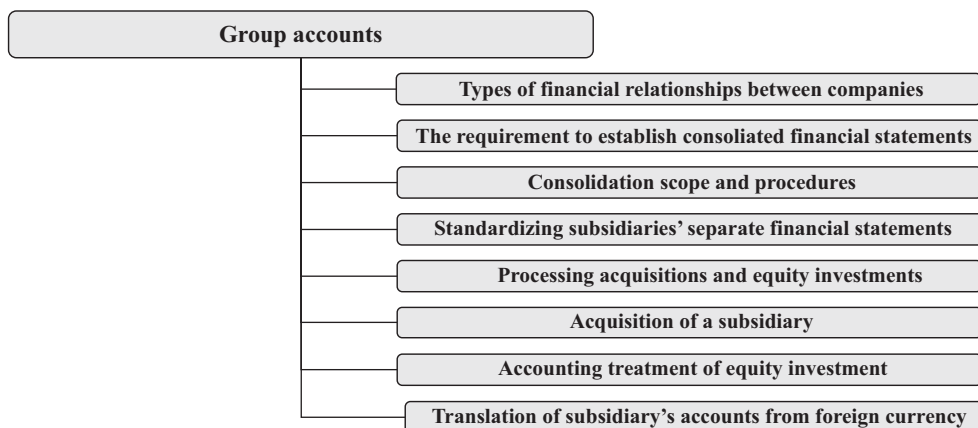 Group accounts
Types of financial relationships between companies
The requirement to establish consoliated financial statements
Consolidation scope and procedures
Standardizing subsidiaries’ separate financial statements
Processing acquisitions and equity investments
Acquisition of a subsidiary
Accounting treatment of equity investment
Translation of subsidiary’s accounts from foreign currency